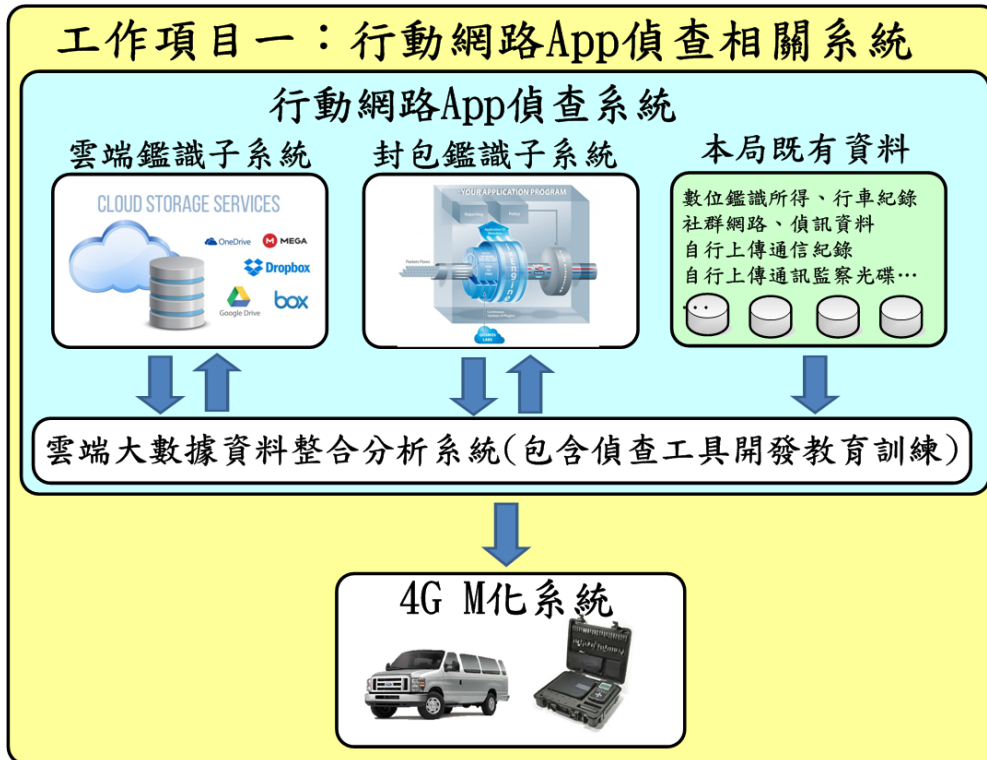 工作項目一：行動網路App偵查相關系統
行動網路App偵查系統
雲端鑑識子系統
CLOUD STORAGE SERVICES
OneDrive
MEGA
Dropbox
Google Drive
box
封包鑑識子系統
YOUR APPLICATION PROGRAM
Reporting
Policy
本局既有資料
數位鑑識所得、行車紀錄
社群網路、偵訊資料
自行上傳通信紀錄
自行上傳通訊監察光碟…
…
雲端大數據資料整合分析系統(包含偵查工具開發教育訓練)
4G M化系統